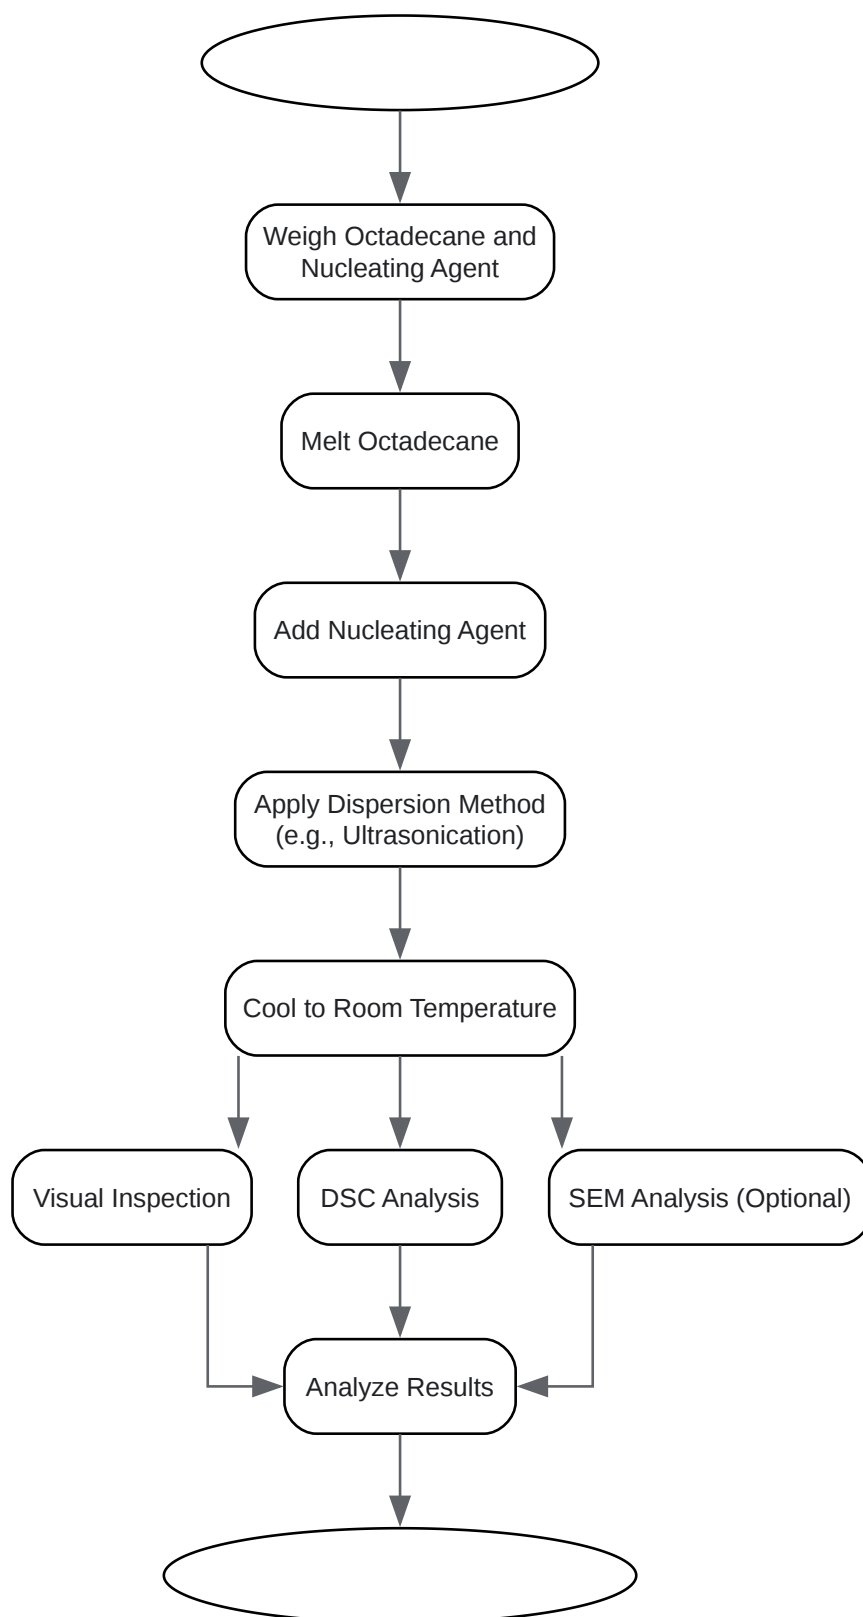 Weigh Octadecane and
Nucleating Agent
Melt Octadecane
Add Nucleating Agent
Apply Dispersion Method
(e.g., Ultrasonication)
Cool to Room Temperature
Visual Inspection
DSC Analysis
SEM Analysis (Optional)
Analyze Results